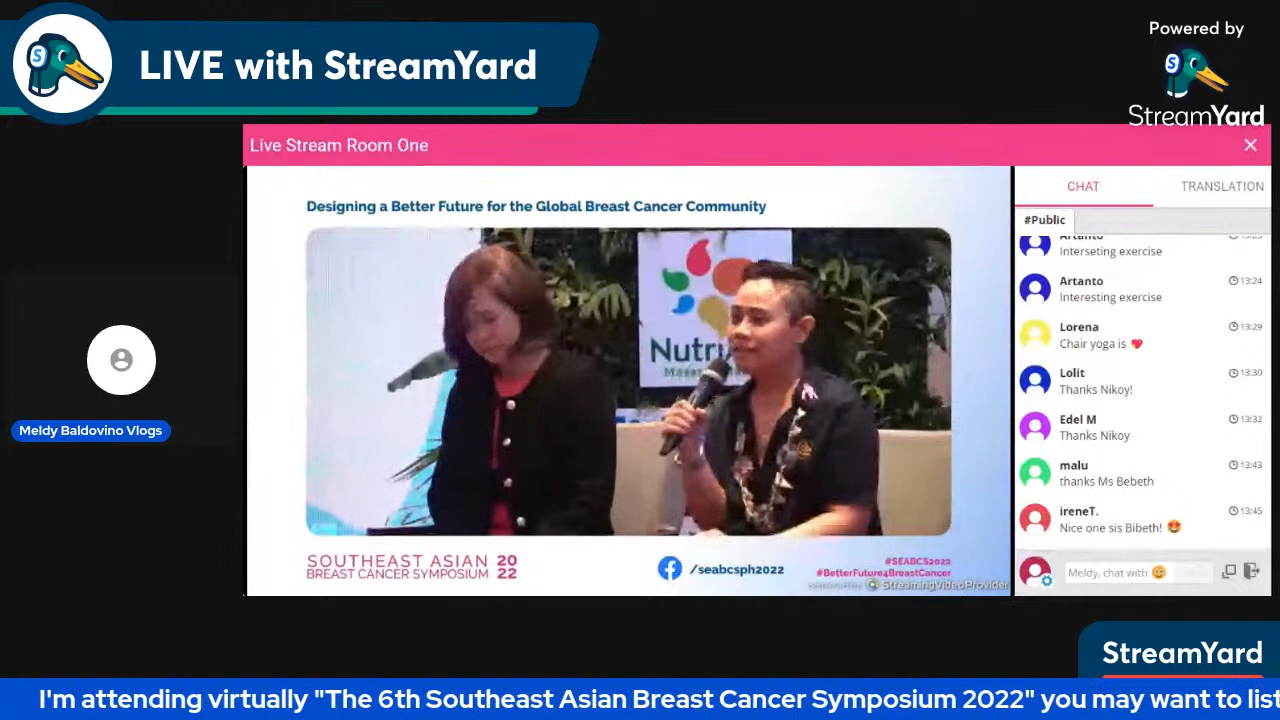 LIVE with StreamYard
Powered by
StreamYard
Live Stream Room One
Designing a Better Future for the Global Breast Cancer Community
SOUTHEAST ASIAN 20
BREAST CANCER SYMPOSIUM 22
/seabcsph2022
#SEABCS2022
#BetterFuture4BreastCancer
StreamingVideoProvider
CHAT
TRANSLATION
#Public
Artanto
Interseting exercise
Artanto 13:24
Interesting exercise
Lorena 13:29
Chair yoga is 💖
Lolit 13:30
Thanks Nikoy!
Edel M 13:32
Thanks Nikoy
malu 13:43
thanks Ms Bebeth
ireneT. 13:45
Nice one sis Bibeth! 😍
Meldy, chat with 😊
Meldy Baldovino Vlogs
StreamYard
I'm attending virtually "The 6th Southeast Asian Breast Cancer Symposium 2022" you may want to list